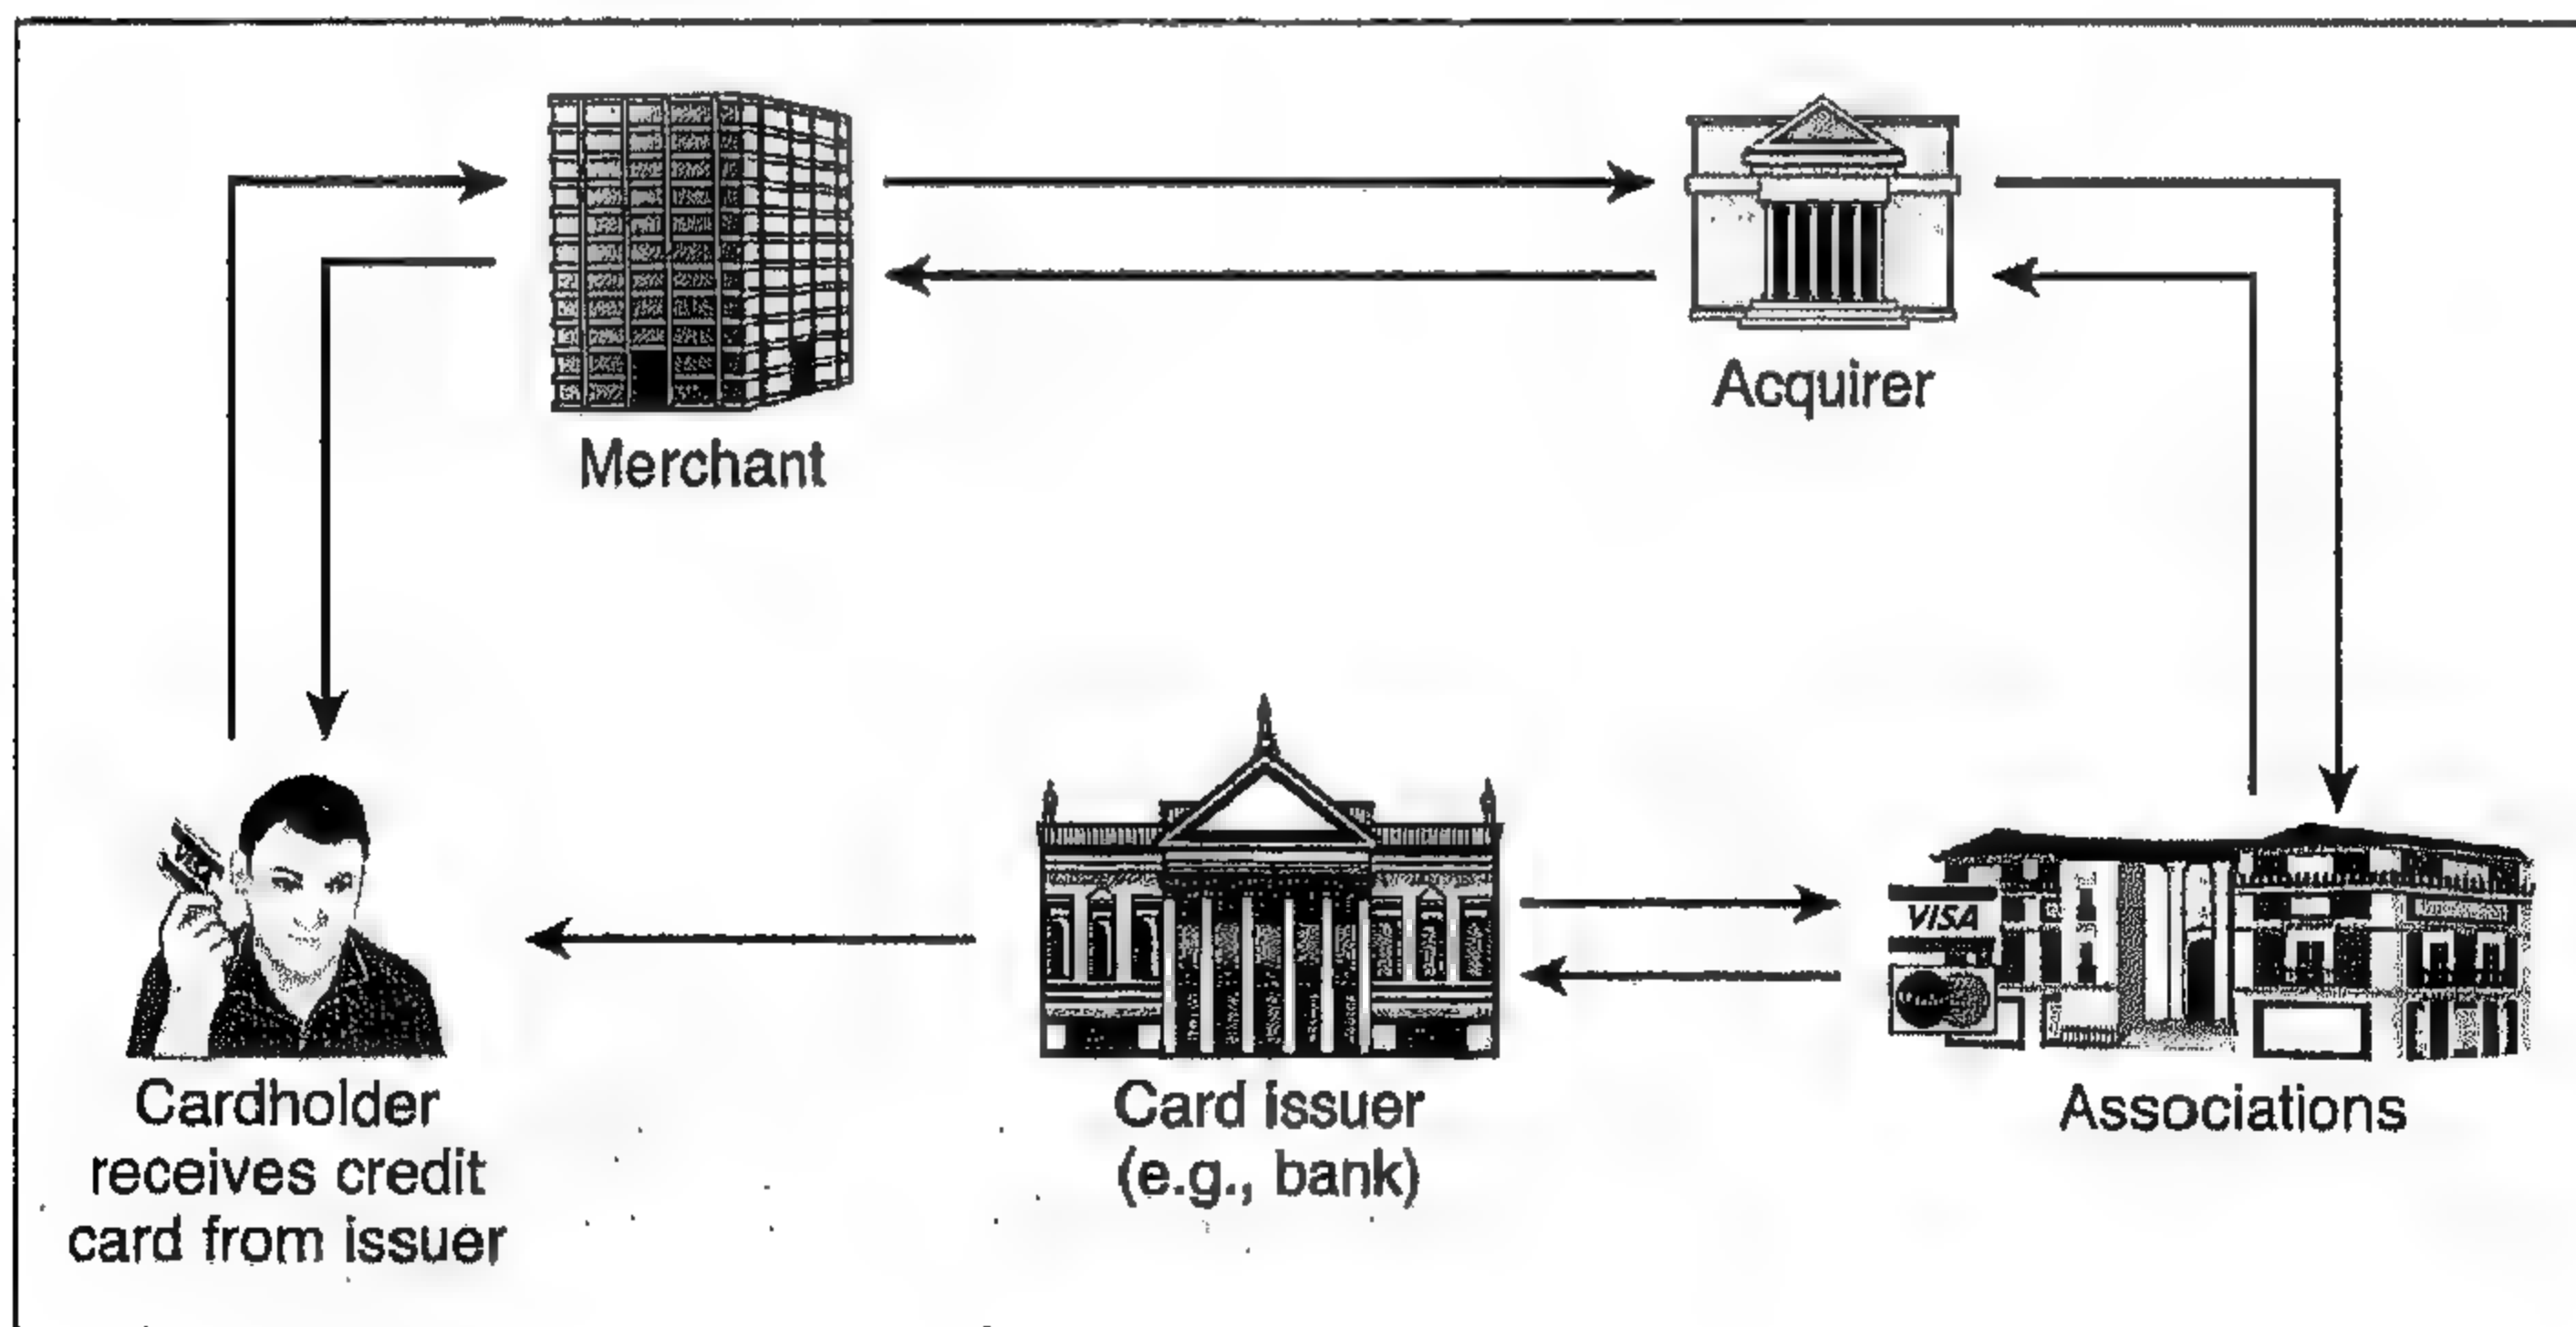 Merchant
Acquirer
VISA
Cardholder
receives credit
card from issuer
Card issuer
(e.g., bank)
Associations